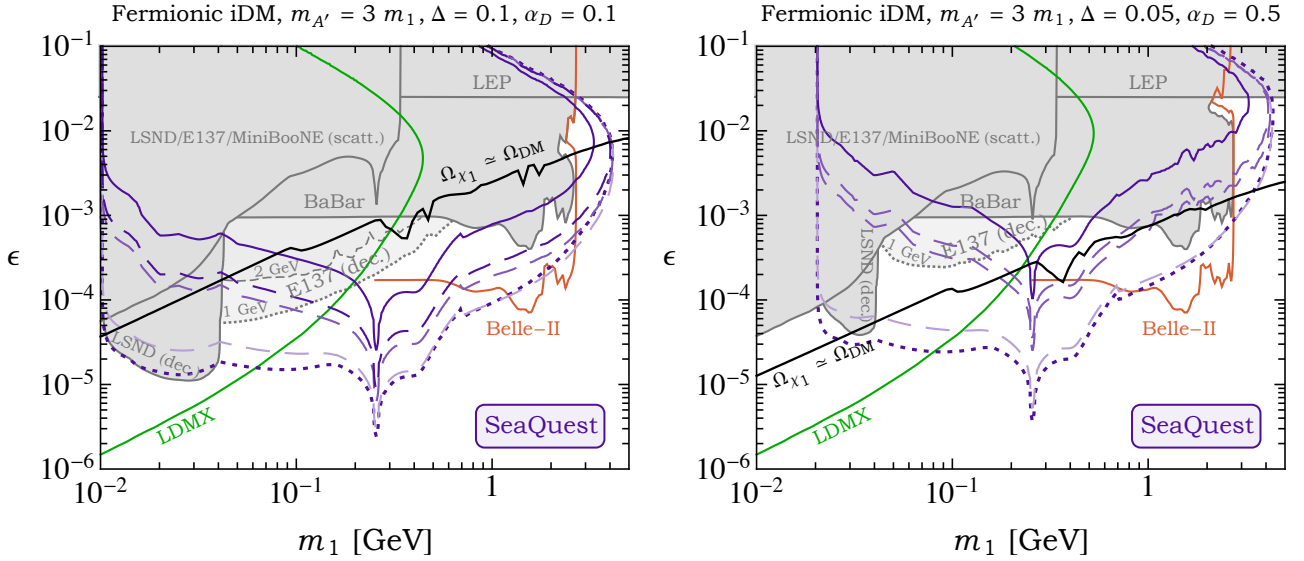 Fermionic iDM, m_A′ = 3 m_1, Δ = 0.1, α_D = 0.1
10^−1
10^−2
10^−3
10^−4
10^−5
10^−6
ϵ
LEP
LSND/E137/MiniBooNE (scatt.)
Ω_χ1 ≃ Ω_DM
BaBar
2 GeV
E137 (dec.)
1 GeV
LSND (dec.)
Belle−II
LDMX
SeaQuest
10^−2
10^−1
1
m_1 [GeV]
Fermionic iDM, m_A′ = 3 m_1, Δ = 0.05, α_D = 0.5
10^−1
10^−2
10^−3
10^−4
10^−5
10^−6
ϵ
LEP
LSND/E137/MiniBooNE (scatt.)
BaBar
E137 (dec.)
1 GeV
LSND (dec.)
Belle−II
Ω_χ1 ≃ Ω_DM
LDMX
SeaQuest
10^−2
10^−1
1
m_1 [GeV]